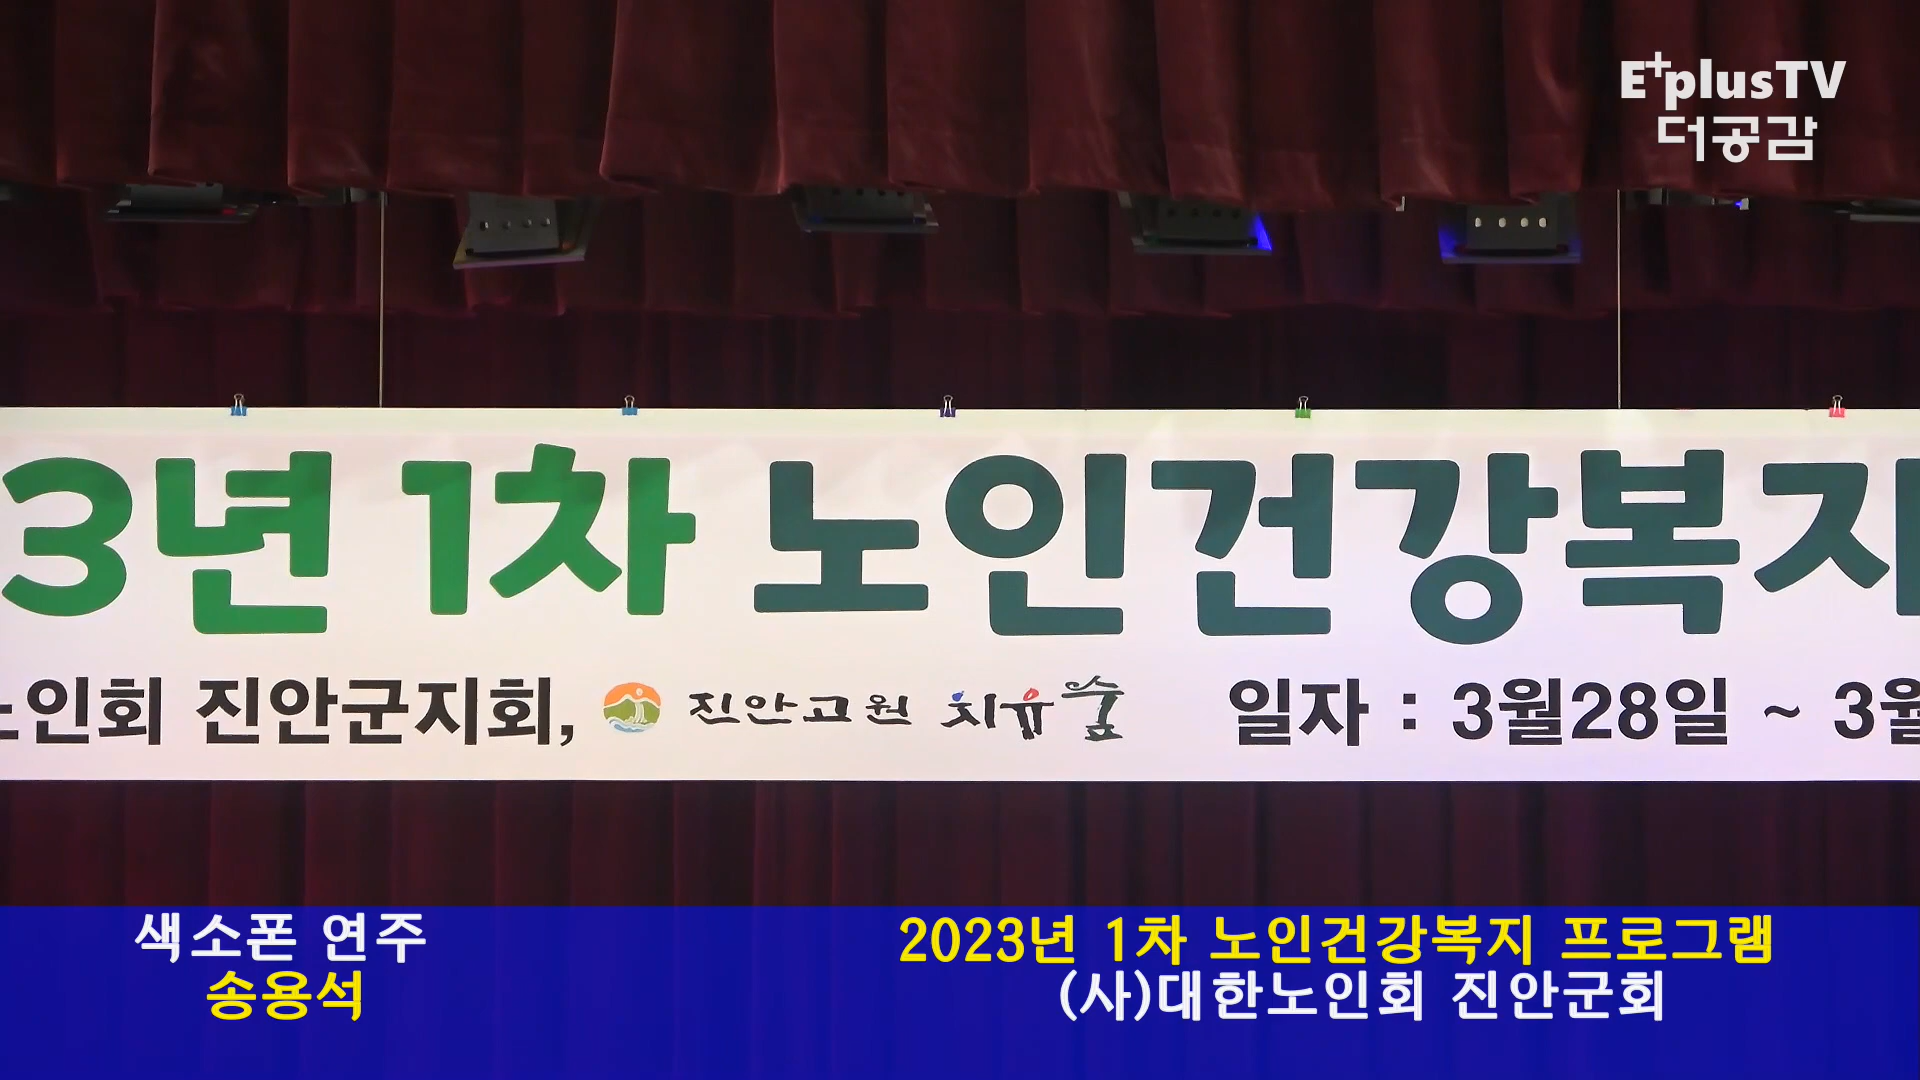 E+plusTV
더공감
3년 1차 노인건강복지
노인회 진안군지회, 진안고원 치유숲 일자 : 3월28일 ~ 3월
색소폰 연주
송용석
2023년 1차 노인건강복지 프로그램
(사)대한노인회 진안군회